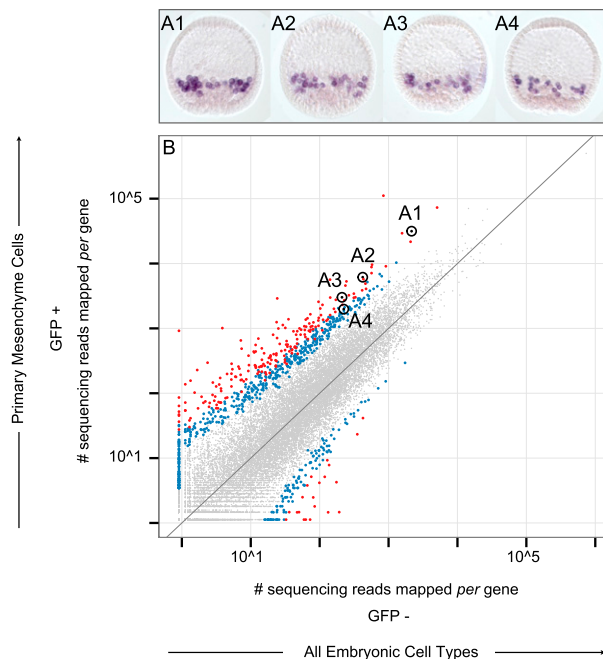 A1 A2 A3 A4
B
10^5
A1
A2
A3
A4
10^1
Primary Mesenchyme Cells
GFP +
# sequencing reads mapped per gene
10^1 10^5
# sequencing reads mapped per gene
GFP -
All Embryonic Cell Types